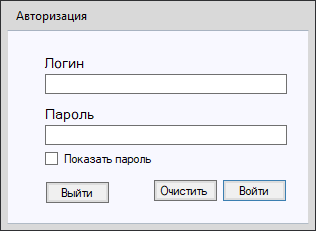 Авторизация
Логин
Пароль
Показать пароль
Выйти Очистить Войти